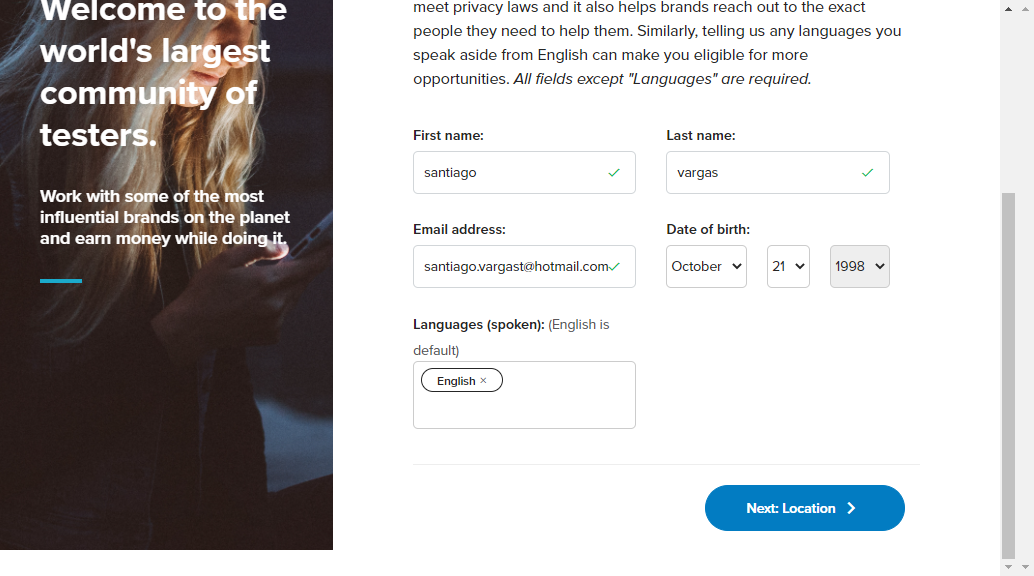 Welcome to the
world's largest
community of
testers.
Work with some of the most
influential brands on the planet
and earn money while doing it.
meet privacy laws and it also helps brands reach out to the exact
people they need to help them. Similarly, telling us any languages you
speak aside from English can make you eligible for more
opportunities. All fields except "Languages" are required.
First name:
Last name:
santiago
vargas
Email address:
Date of birth:
santiago.vargast@hotmail.com
October
21
1998
Languages (spoken): (English is
default)
English ×
Next: Location